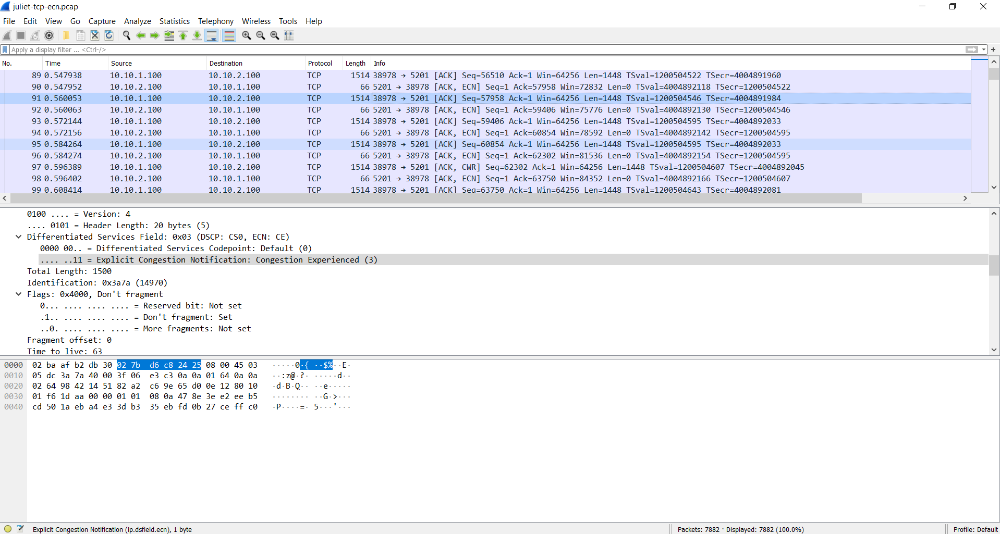 juliet-tcp-ecn.pcap
File Edit View Go Capture Analyze Statistics Telephony Wireless Tools Help
Apply a display filter ... <Ctrl-/>
No. Time Source Destination Protocol Length Info
89 0.547938 10.10.1.100 10.10.2.100 TCP 1514 38978 → 5201 [ACK] Seq=56510 Ack=1 Win=64256 Len=1448 TSval=1200504522 TSecr=4004891960
90 0.547952 10.10.2.100 10.10.1.100 TCP 66 5201 → 38978 [ACK, ECN] Seq=1 Ack=57958 Win=72832 Len=0 TSval=4004892118 TSecr=1200504522
91 0.560053 10.10.1.100 10.10.2.100 TCP 1514 38978 → 5201 [ACK] Seq=57958 Ack=1 Win=64256 Len=1448 TSval=1200504546 TSecr=4004891984
92 0.560063 10.10.2.100 10.10.1.100 TCP 66 5201 → 38978 [ACK, ECN] Seq=1 Ack=59406 Win=75776 Len=0 TSval=4004892130 TSecr=1200504546
93 0.572144 10.10.1.100 10.10.2.100 TCP 1514 38978 → 5201 [ACK] Seq=59406 Ack=1 Win=64256 Len=1448 TSval=1200504595 TSecr=4004892033
94 0.572156 10.10.2.100 10.10.1.100 TCP 66 5201 → 38978 [ACK, ECN] Seq=1 Ack=60854 Win=78592 Len=0 TSval=4004892142 TSecr=1200504595
95 0.584264 10.10.1.100 10.10.2.100 TCP 1514 38978 → 5201 [ACK] Seq=60854 Ack=1 Win=64256 Len=1448 TSval=1200504595 TSecr=4004892033
96 0.584274 10.10.2.100 10.10.1.100 TCP 66 5201 → 38978 [ACK, ECN] Seq=1 Ack=62302 Win=81536 Len=0 TSval=4004892154 TSecr=1200504595
97 0.596389 10.10.1.100 10.10.2.100 TCP 1514 38978 → 5201 [ACK, CWR] Seq=62302 Ack=1 Win=64256 Len=1448 TSval=1200504607 TSecr=4004892045
98 0.596402 10.10.2.100 10.10.1.100 TCP 66 5201 → 38978 [ACK, ECN] Seq=1 Ack=63750 Win=84352 Len=0 TSval=4004892166 TSecr=1200504607
99 0.608414 10.10.1.100 10.10.2.100 TCP 1514 38978 → 5201 [ACK] Seq=63750 Ack=1 Win=64256 Len=1448 TSval=1200504643 TSecr=4004892081
0100 .... = Version: 4
.... 0101 = Header Length: 20 bytes (5)
Differentiated Services Field: 0x03 (DSCP: CS0, ECN: CE)
0000 00.. = Differentiated Services Codepoint: Default (0)
.... ..11 = Explicit Congestion Notification: Congestion Experienced (3)
Total Length: 1500
Identification: 0x3a7a (14970)
Flags: 0x4000, Don't fragment
0... .... .... .... = Reserved bit: Not set
.1.. .... .... .... = Don't fragment: Set
..0. .... .... .... = More fragments: Not set
Fragment offset: 0
Time to live: 63
0000 02 ba af b2 db 30 02 7b d6 c8 24 25 08 00 45 03 ·····0·{ ··$%··E·
0010 05 dc 3a 7a 40 00 3f 06 e3 c3 0a 0a 01 64 0a 0a ··:z@·?· ·····d··
0020 02 64 98 42 14 51 82 a2 c6 9e 65 d0 0e 12 80 10 ·d·B·Q·· ··e·····
0030 01 f6 1d aa 00 00 01 01 08 0a 47 8e 3e e2 ee b5 ········ ··G·>···
0040 cd 50 1a eb a4 e3 3d b3 35 eb fd 0b 27 ce ff c0 ·P····=· 5···'···
Explicit Congestion Notification (ip.dsfield.ecn), 1 byte Packets: 7882 · Displayed: 7882 (100.0%) Profile: Default